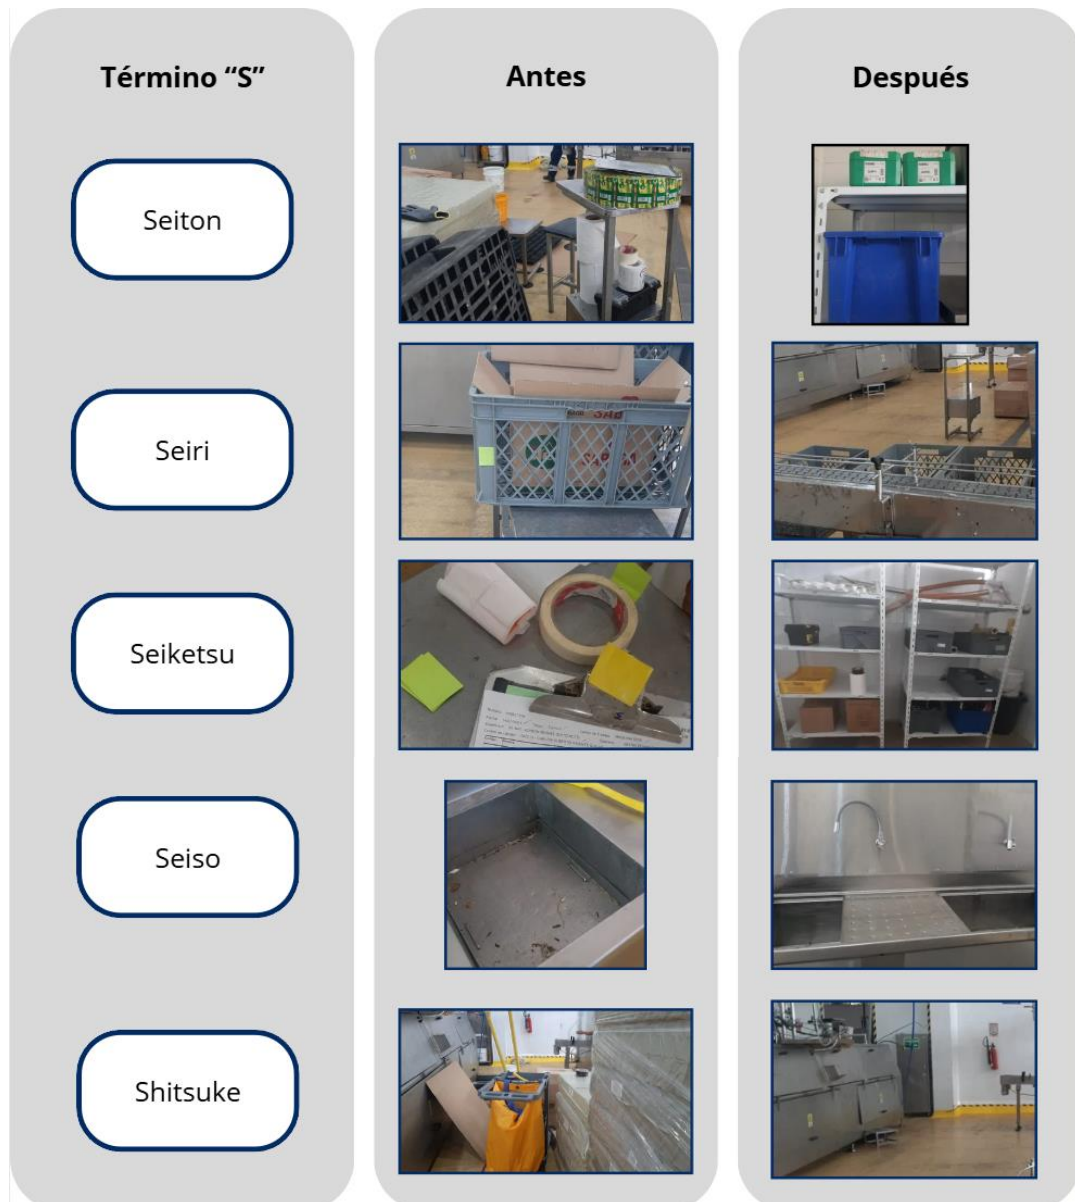 Término “S”
Antes
Después
Seiton
Seiri
Seiketsu
Seiso
Shitsuke